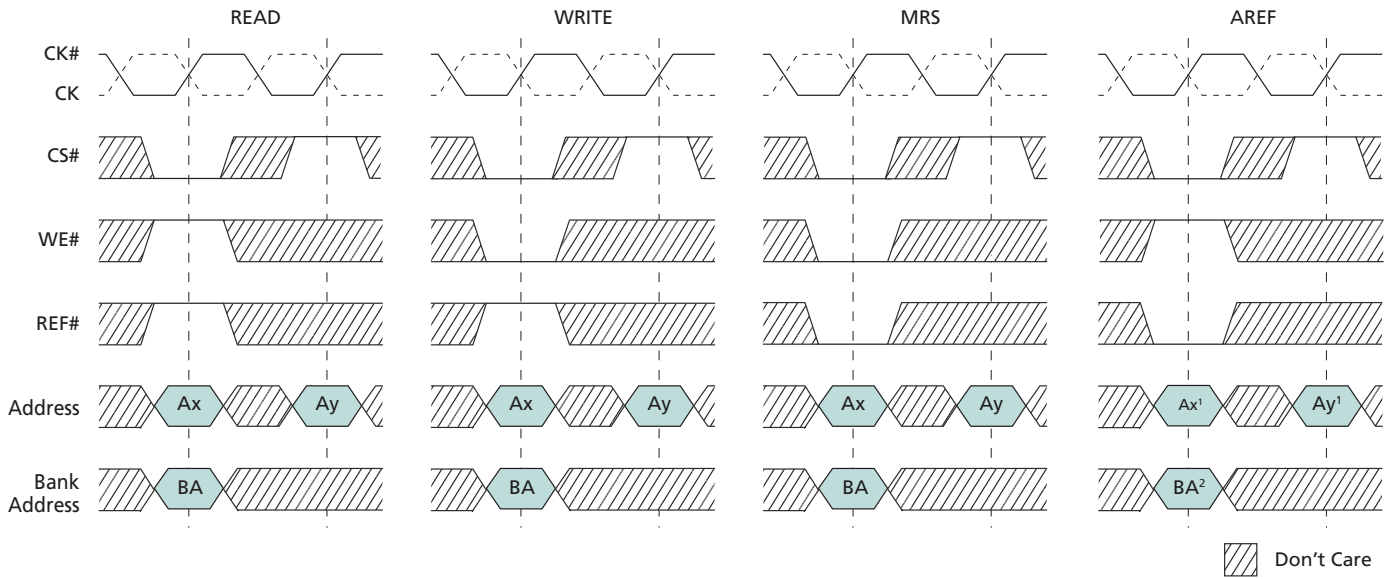 READ WRITE MRS AREF
CK#
CK
CS#
WE#
REF#
Address Ax Ay Ax Ay Ax Ay Ax¹ Ay¹
Bank
Address BA BA BA BA²
Don't Care